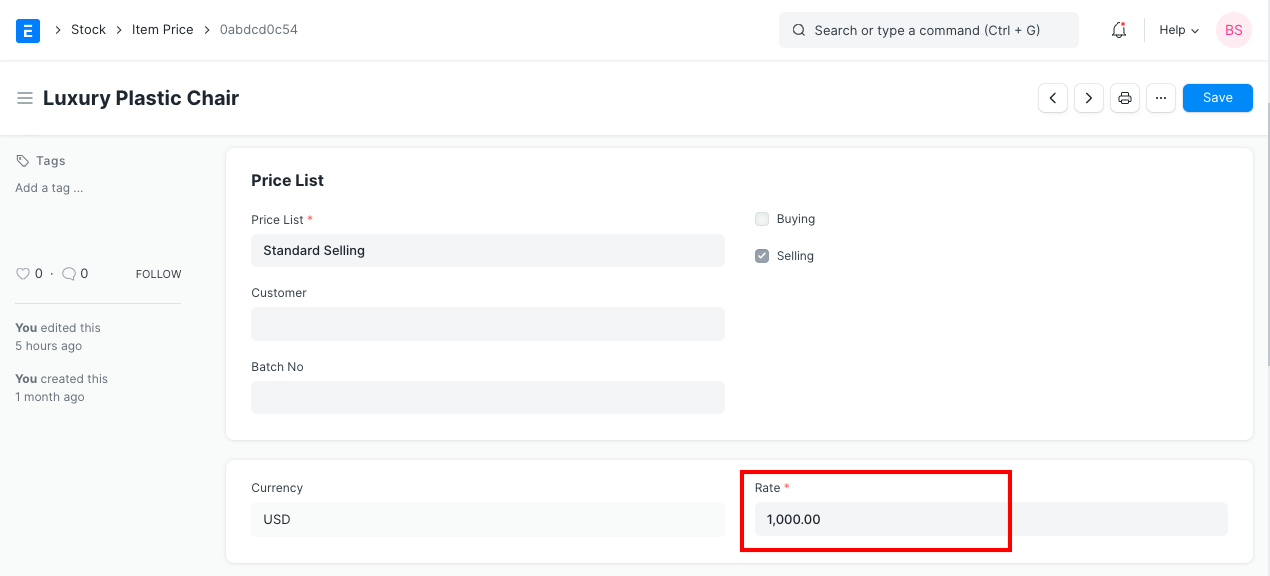 E
Stock
Item Price
0abdcd0c54
Search or type a command (Ctrl + G)
Help
BS
Luxury Plastic Chair
...
Save
Tags
Add a tag ...
0 · 0
FOLLOW
You edited this
5 hours ago
You created this
1 month ago
Price List
Price List *
Standard Selling
Customer
Batch No
Buying
Selling
Currency
USD
Rate *
1,000.00